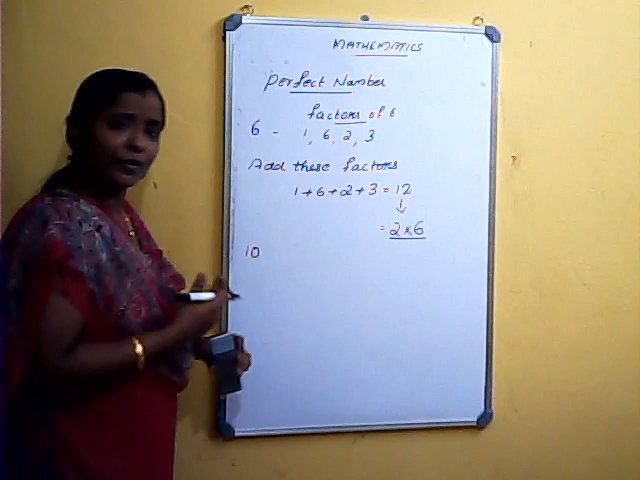 MATHEMATICS
Perfect Number
factors of 6
6 - 1, 6, 2, 3
Add these factors
1+6+2+3 = 12
↓
= 2×6
10